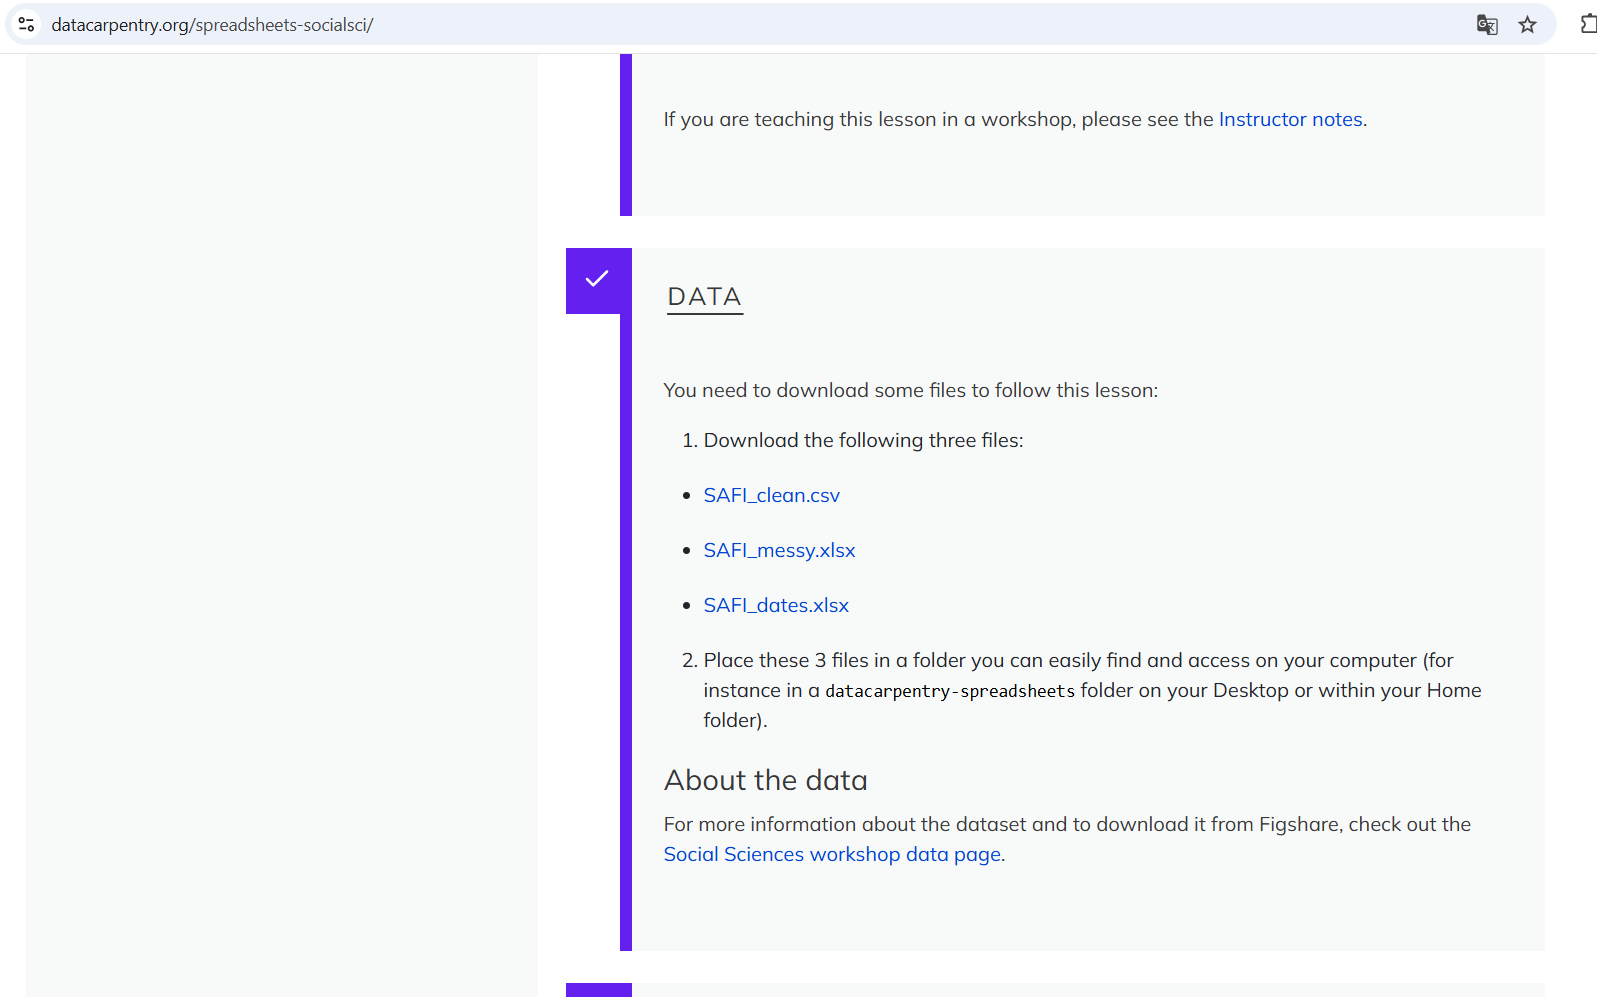 datacarpentry.org/spreadsheets-socialsci/
If you are teaching this lesson in a workshop, please see the Instructor notes.
DATA
You need to download some files to follow this lesson:
1. Download the following three files:
• SAFI_clean.csv
• SAFI_messy.xlsx
• SAFI_dates.xlsx
2. Place these 3 files in a folder you can easily find and access on your computer (for
instance in a datacarpentry-spreadsheets folder on your Desktop or within your Home
folder).
About the data
For more information about the dataset and to download it from Figshare, check out the
Social Sciences workshop data page.